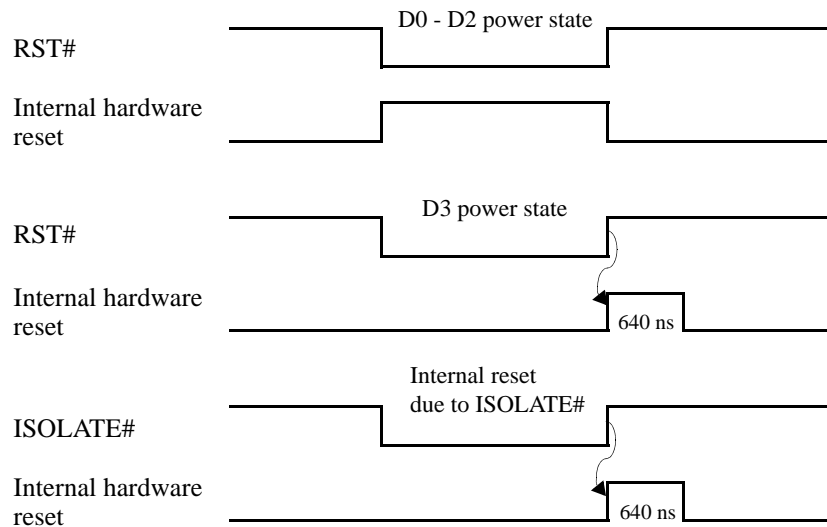 D0 - D2 power state
RST#
Internal hardware
reset
D3 power state
RST#
Internal hardware
reset
640 ns
Internal reset
due to ISOLATE#
ISOLATE#
Internal hardware
reset
640 ns